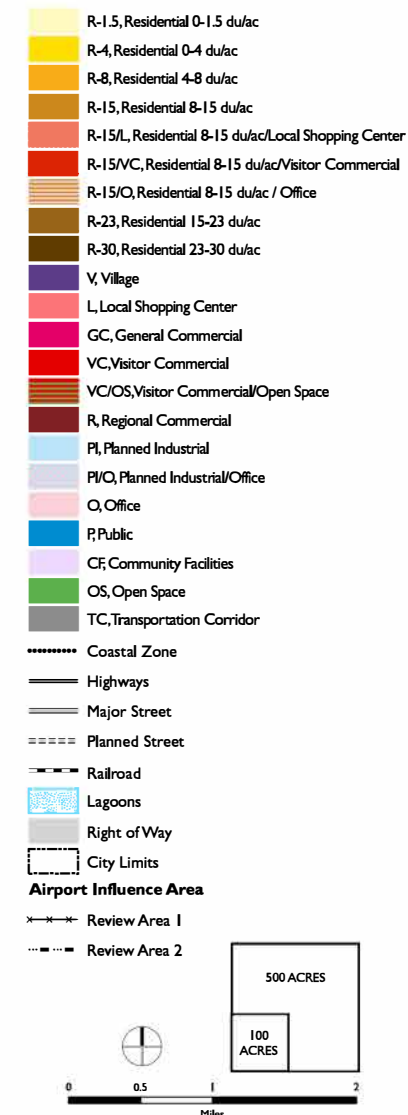 R-1.5, Residential 0-1.5 du/ac
R-4, Residential 0-4 du/ac
R-8, Residential 4-8 du/ac
R-15, Residential 8-15 du/ac
R-15/L, Residential 8-15 du/ac/Local Shopping Center
R-15/VC, Residential 8-15 du/ac/Visitor Commercial
R-15/O, Residential 8-15 du/ac / Office
R-23, Residential 15-23 du/ac
R-30, Residential 23-30 du/ac
V, Village
L, Local Shopping Center
GC, General Commercial
VC, Visitor Commercial
VC/OS, Visitor Commercial/Open Space
R, Regional Commercial
PI, Planned Industrial
PI/O, Planned Industrial/Office
O, Office
P, Public
CF, Community Facilities
OS, Open Space
TC, Transportation Corridor
Coastal Zone
Highways
Major Street
Planned Street
Railroad
Lagoons
Right of Way
City Limits
Airport Influence Area
Review Area 1
Review Area 2
500 ACRES
100
ACRES
0 0.5 1 2
Miles